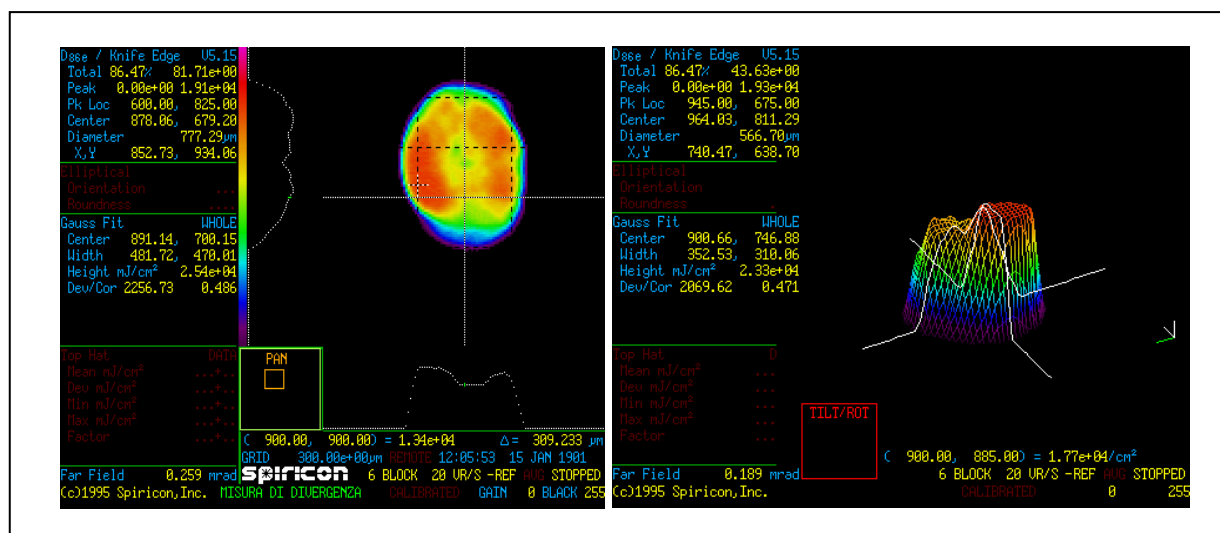 D86e / Knife Edge V5.15
Total 86.47% 81.71e+00
Peak 0.00e+00 1.91e+04
Pk Loc 600.00, 825.00
Center 878.06, 679.20
Diameter 777.29µm
X,Y 852.73, 934.06
Elliptical
Orientation ...
Roundness ....
Gauss Fit WHOLE
Center 891.14, 700.15
Width 481.72, 470.01
Height mJ/cm² 2.54e+04
Dev/Cor 2256.73 0.486
Top Hat DATA
Mean mJ/cm² ...+..
Dev mJ/cm² ...+..
Min mJ/cm² ...+..
Max mJ/cm² ...+..
Factor ...+..
Far Field 0.259 mrad
(c)1995 Spiricon,Inc.
PAN
( 900.00, 900.00) = 1.34e+04 Δ= 309.233 µm
GRID 300.00e+00µm REMOTE 12:05:53 15 JAN 1901
spiricon 6 BLOCK 20 VR/S -REF AVG STOPPED
MISURA DI DIVERGENZA CALIBRATED GAIN 0 BLACK 255
D86e / Knife Edge V5.15
Total 86.47% 43.63e+00
Peak 0.00e+00 1.93e+04
Pk Loc 945.00, 675.00
Center 964.03, 811.29
Diameter 566.70µm
X,Y 740.47, 638.70
Elliptical
Orientation
Roundness .
Gauss Fit WHOLE
Center 900.66, 746.88
Width 352.53, 310.06
Height mJ/cm² 2.33e+04
Dev/Cor 2069.62 0.471
Top Hat D
Mean mJ/cm² ...
Dev mJ/cm² ...
Min mJ/cm² ...
Max mJ/cm² ...
Factor ...
Far Field 0.189 mrad
(c)1995 Spiricon,Inc.
TILT/ROT
( 900.00, 885.00) = 1.77e+04/cm²
6 BLOCK 20 VR/S -REF AVG STOPPED
CALIBRATED 0 255